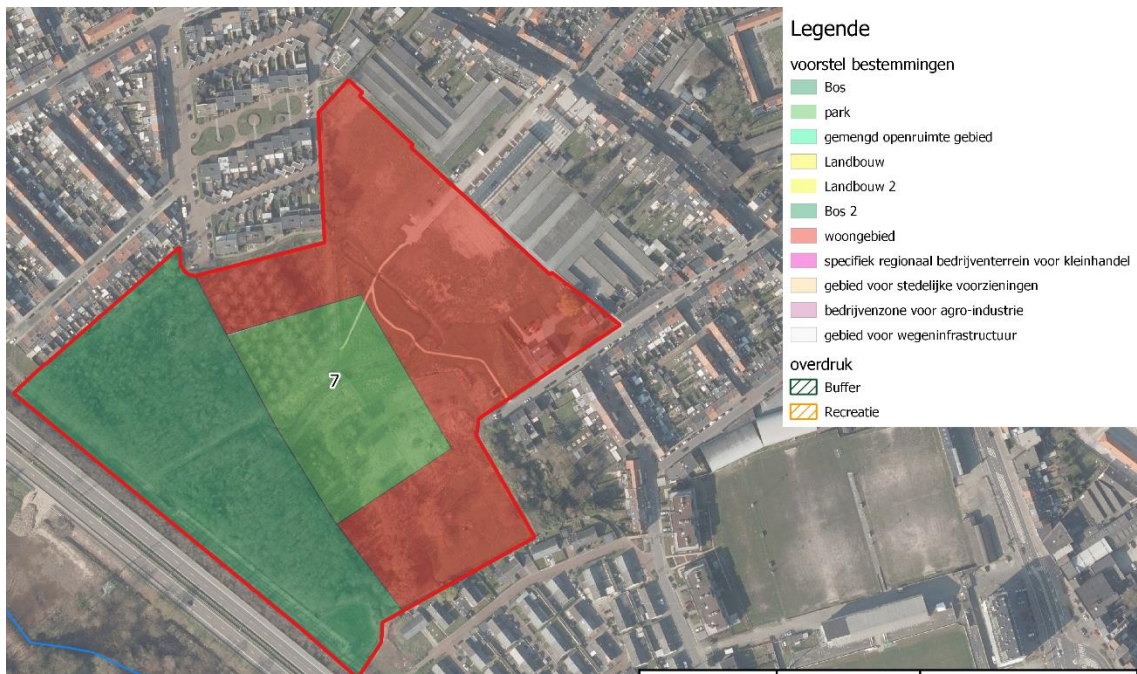 Legende
voorstel bestemmingen
Bos
park
gemengd openruimte gebied
Landbouw
Landbouw 2
Bos 2
woongebied
specifiek regionaal bedrijventerrein voor kleinhandel
gebied voor stedelijke voorzieningen
bedrijvenzone voor agro-industrie
gebied voor wegeninfrastructuur
overdruk
Buffer
Recreatie
7